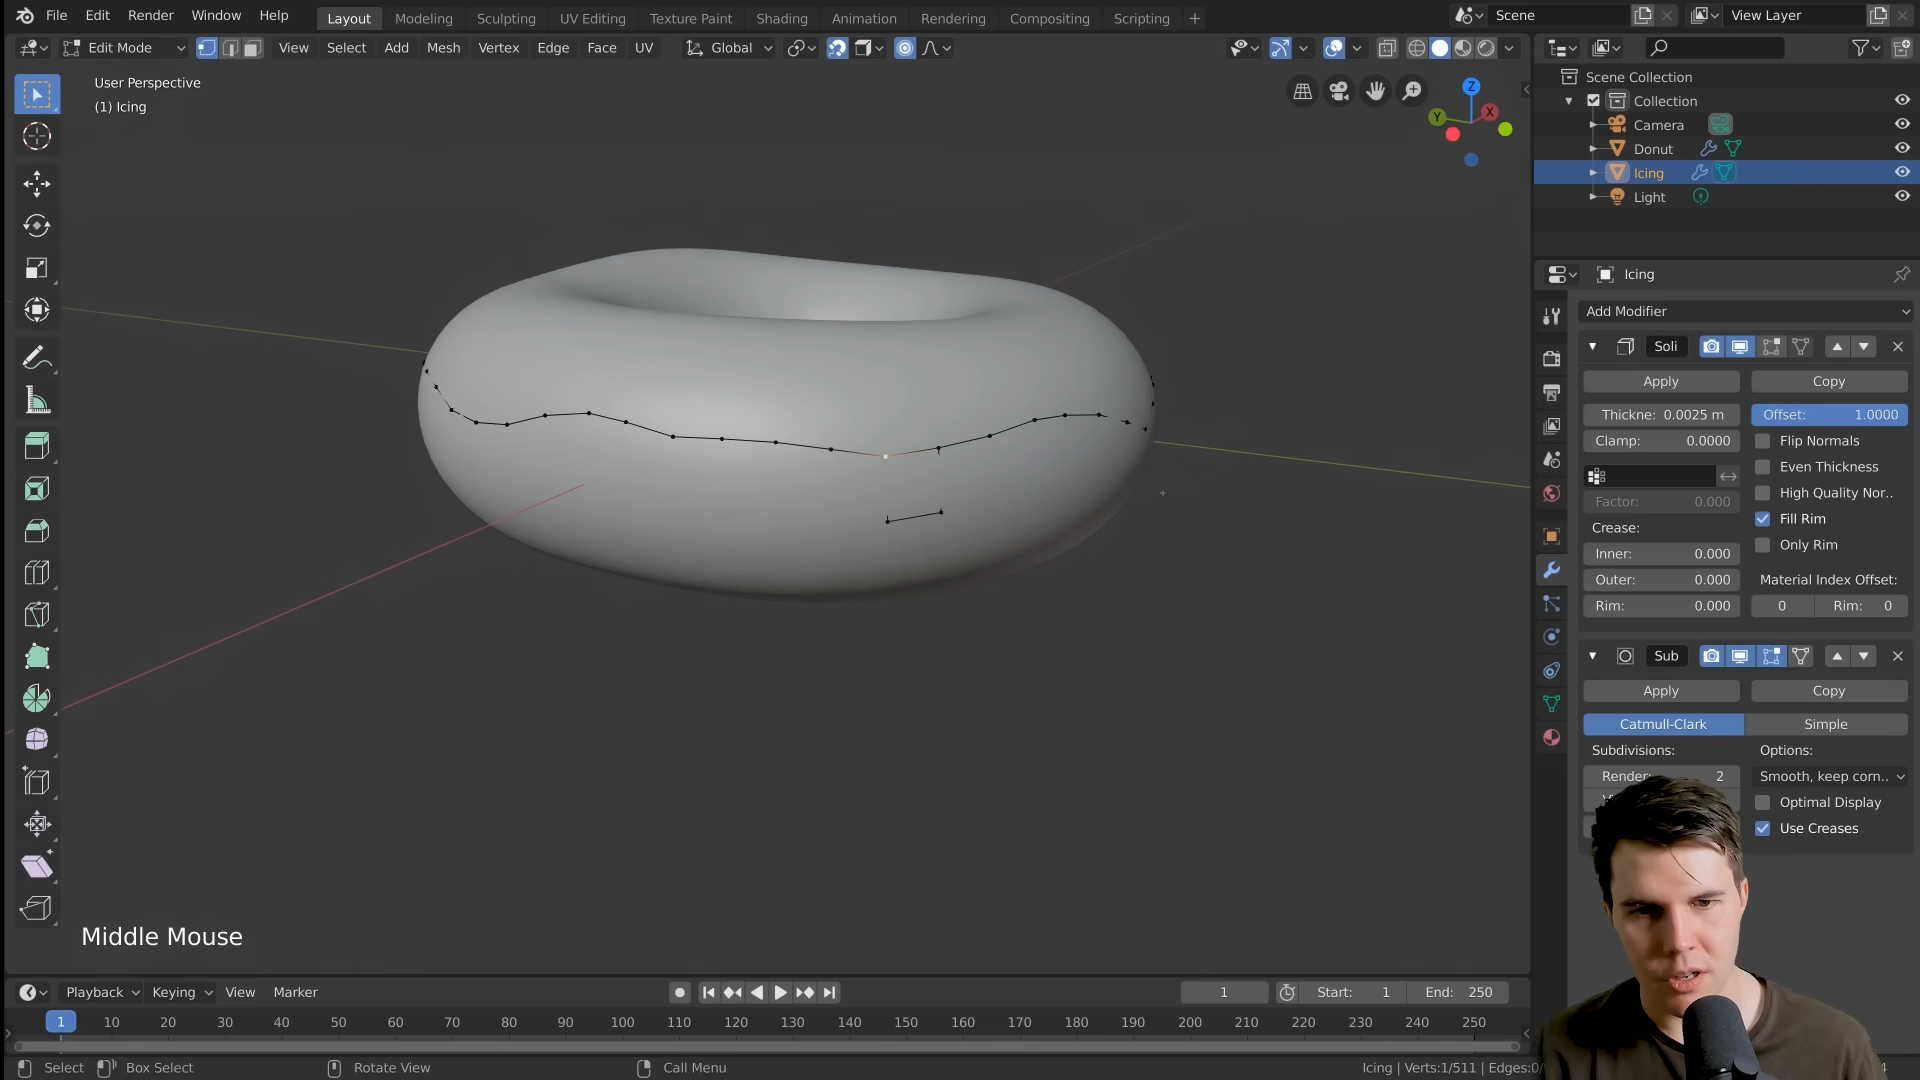 File Edit Render Window Help Layout Modeling Sculpting UV Editing Texture Paint Shading Animation Rendering Compositing Scripting + Scene View Layer
Edit Mode View Select Add Mesh Vertex Edge Face UV Global
User Perspective
(1) Icing
Z
X
Y
Scene Collection
Collection
Camera
Donut
Icing
Light
Icing
Add Modifier
Soli
Apply Copy
Thickne: 0.0025 m Offset: 1.0000
Clamp: 0.0000 Flip Normals
Even Thickness
High Quality Nor..
Factor: 0.000
Fill Rim
Crease:
Only Rim
Inner: 0.000
Outer: 0.000 Material Index Offset:
Rim: 0.000 0 Rim: 0
Sub
Apply Copy
Catmull-Clark Simple
Subdivisions: Options:
Render: 2 Smooth, keep corn..
Optimal Display
Use Creases
Middle Mouse
Playback Keying View Marker 1 Start: 1 End: 250
1 10 20 30 40 50 60 70 80 90 100 110 120 130 140 150 160 170 180 190 200 210 220 230 240 250
Select Box Select Rotate View Call Menu Icing | Verts:1/511 | Edges:0/